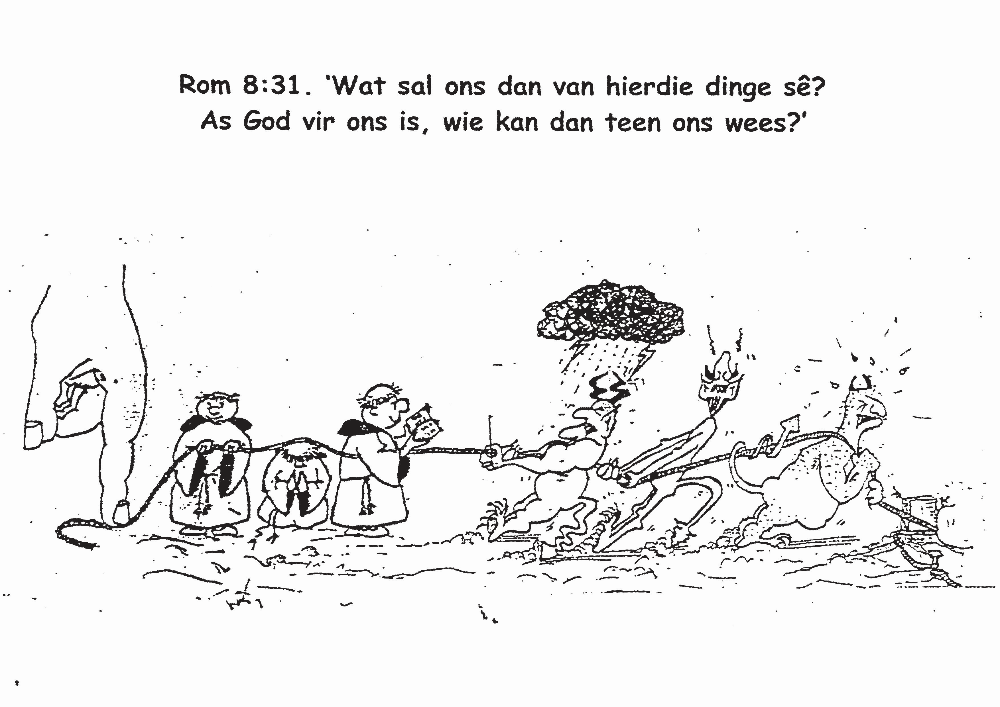 Rom 8:31. 'Wat sal ons dan van hierdie dinge sê?
As God vir ons is, wie kan dan teen ons wees?'